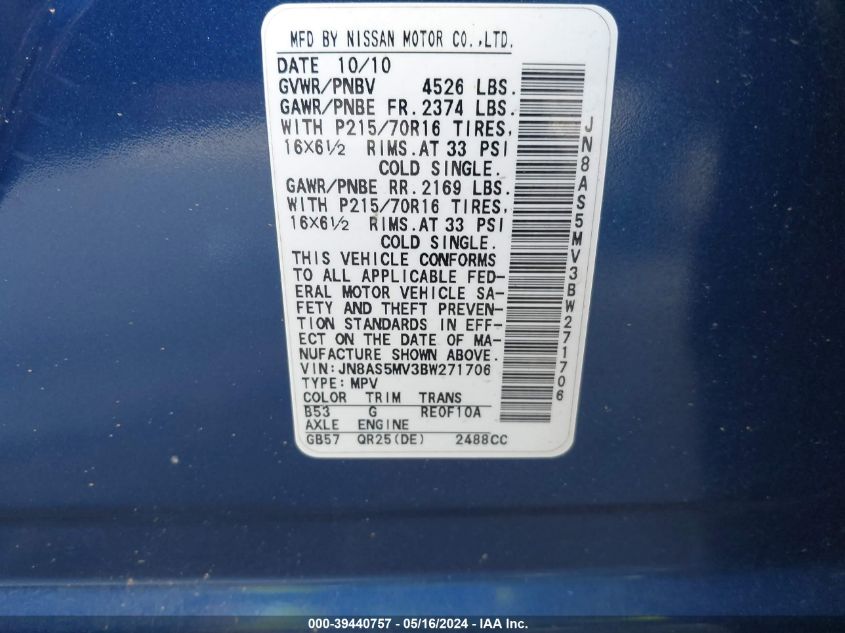 MFD BY NISSAN MOTOR CO.,LTD.
DATE 10/10
GVWR/PNBV 4526 LBS.
GAWR/PNBE FR. 2374 LBS.
WITH P215/70R16 TIRES,
16X6½ RIMS. AT 33 PSI
COLD SINGLE.
GAWR/PNBE RR. 2169 LBS.
WITH P215/70R16 TIRES,
16X6½ RIMS. AT 33 PSI
COLD SINGLE.
THIS VEHICLE CONFORMS
TO ALL APPLICABLE FED-
ERAL MOTOR VEHICLE SA-
FETY AND THEFT PREVEN-
TION STANDARDS IN EFF-
ECT ON THE DATE OF MA-
NUFACTURE SHOWN ABOVE.
VIN:JN8AS5MV3BW271706
TYPE:MPV
COLOR TRIM TRANS
B53 G RE0F10A
AXLE ENGINE
GB57 QR25(DE) 2488CC
JN8AS5MV3BW271706
000-39440757 - 05/16/2024 - IAA Inc.